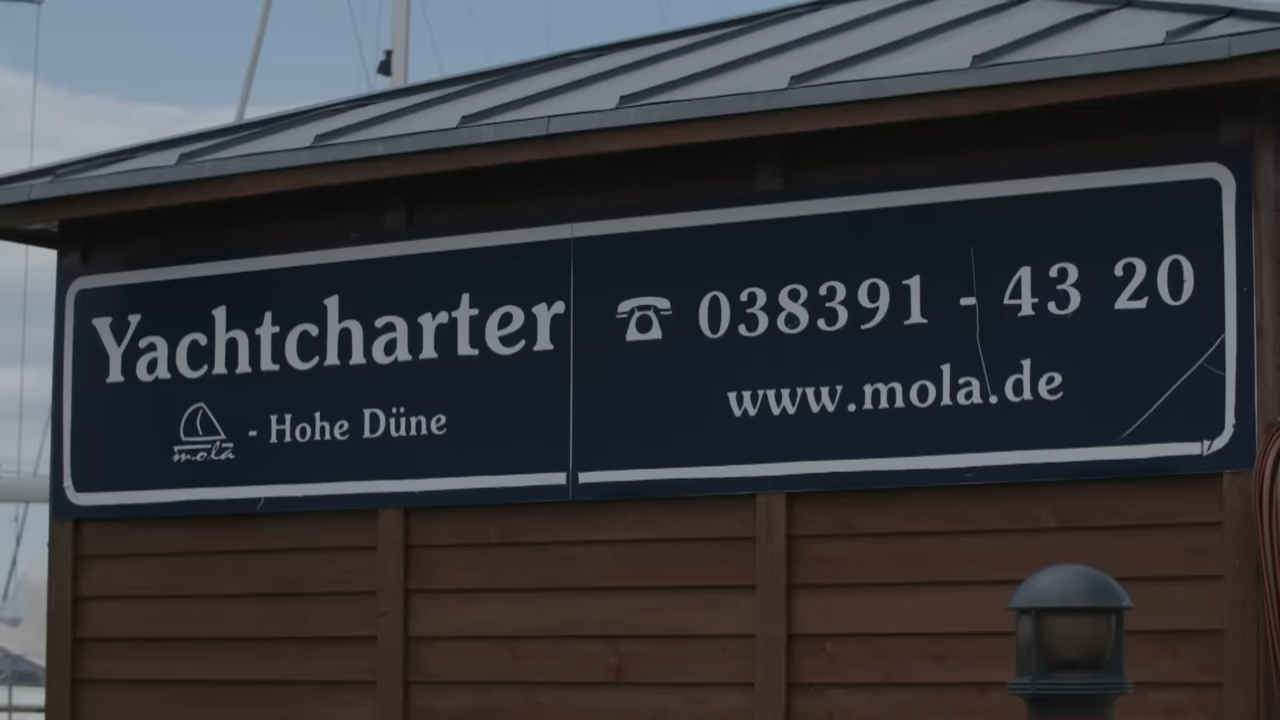 Yachtcharter
mola - Hohe Düne
☎ 038391 - 43 20
www.mola.de